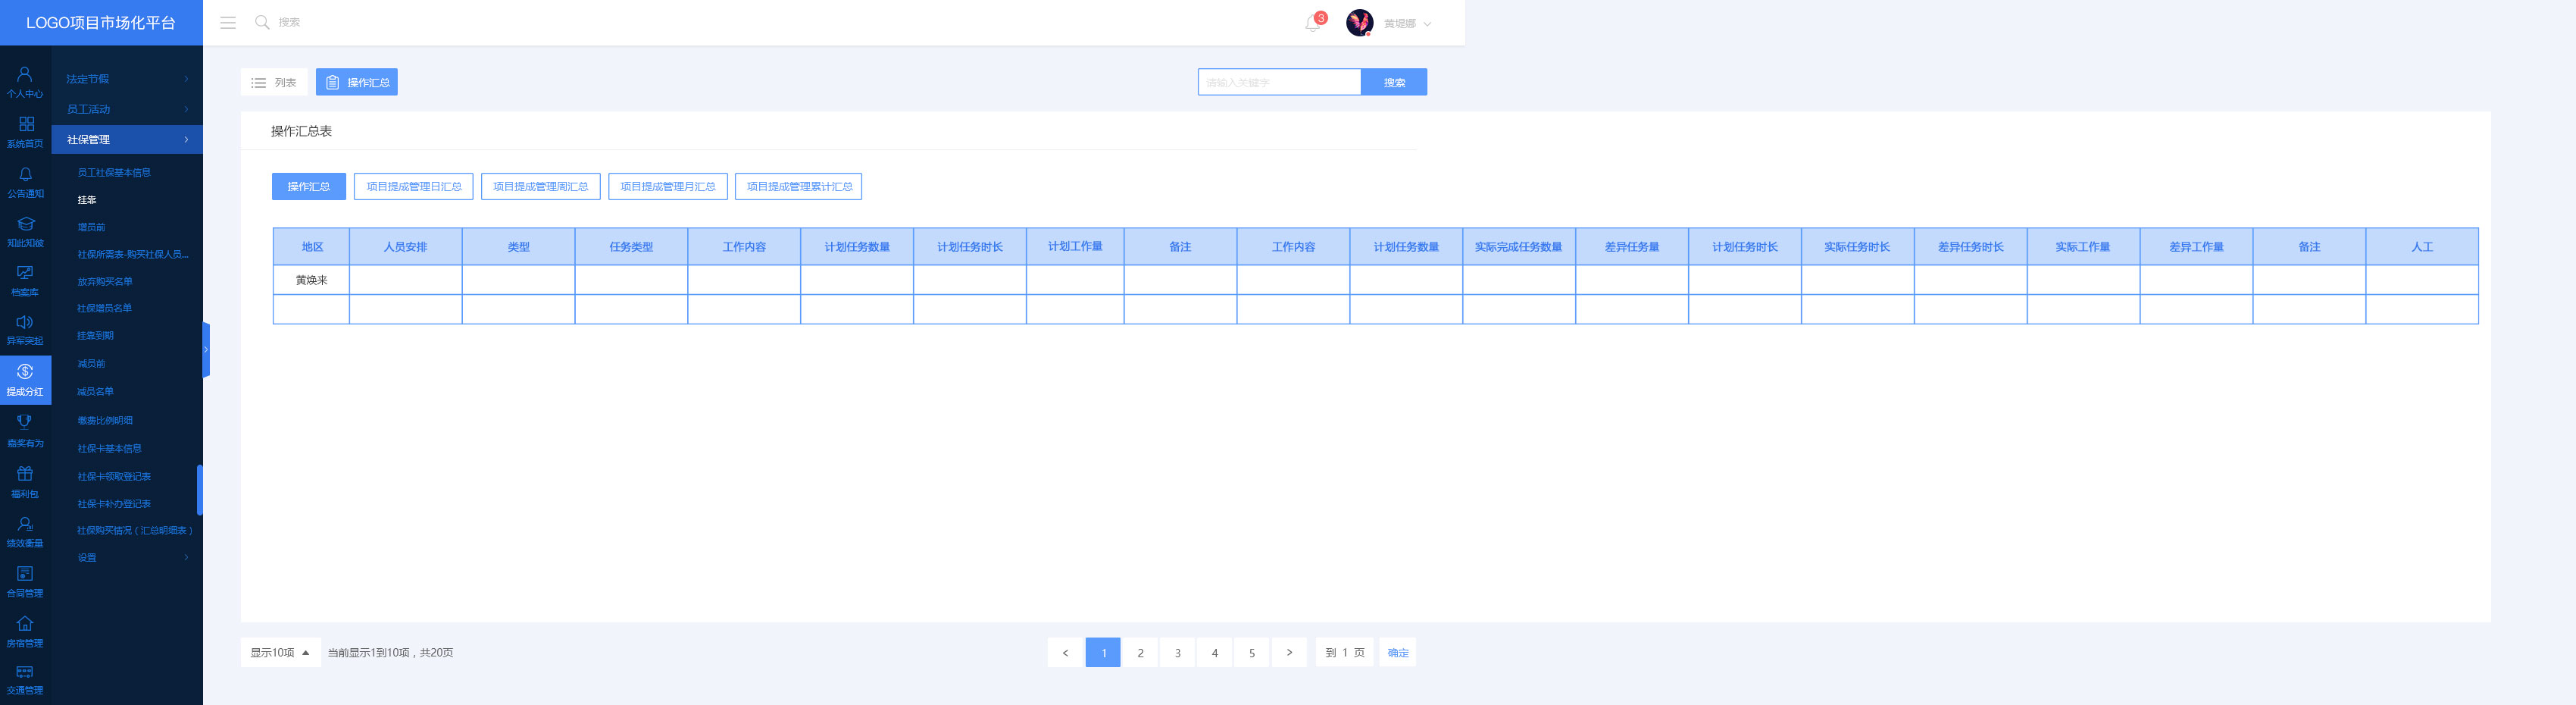 LOGO项目市场化平台
搜索
3
黄堤娜
个人中心
系统首页
公告通知
知此知彼
档案库
异军突起
提成分红
嘉奖有为
福利包
绩效衡量
合同管理
房宿管理
交通管理
法定节假
员工活动
社保管理
员工社保基本信息
挂靠
增员前
社保所需表-购买社保人员...
放弃购买名单
社保增员名单
挂靠到期
减员前
减员名单
缴费比例明细
社保卡基本信息
社保卡领取登记表
社保卡补办登记表
社保购买情况（汇总明细表）
设置
列表 操作汇总
请输入关键字 搜索
操作汇总表
操作汇总 项目提成管理日汇总 项目提成管理周汇总 项目提成管理月汇总 项目提成管理累计汇总
地区 人员安排 类型 任务类型 工作内容 计划任务数量 计划任务时长 计划工作量 备注 工作内容 计划任务数量 实际完成任务数量 差异任务量 计划任务时长 实际任务时长 差异任务时长 实际工作量 差异工作量 备注 人工
黄焕来
显示10项 当前显示1到10项，共20页 < 1 2 3 4 5 > 到 1 页 确定